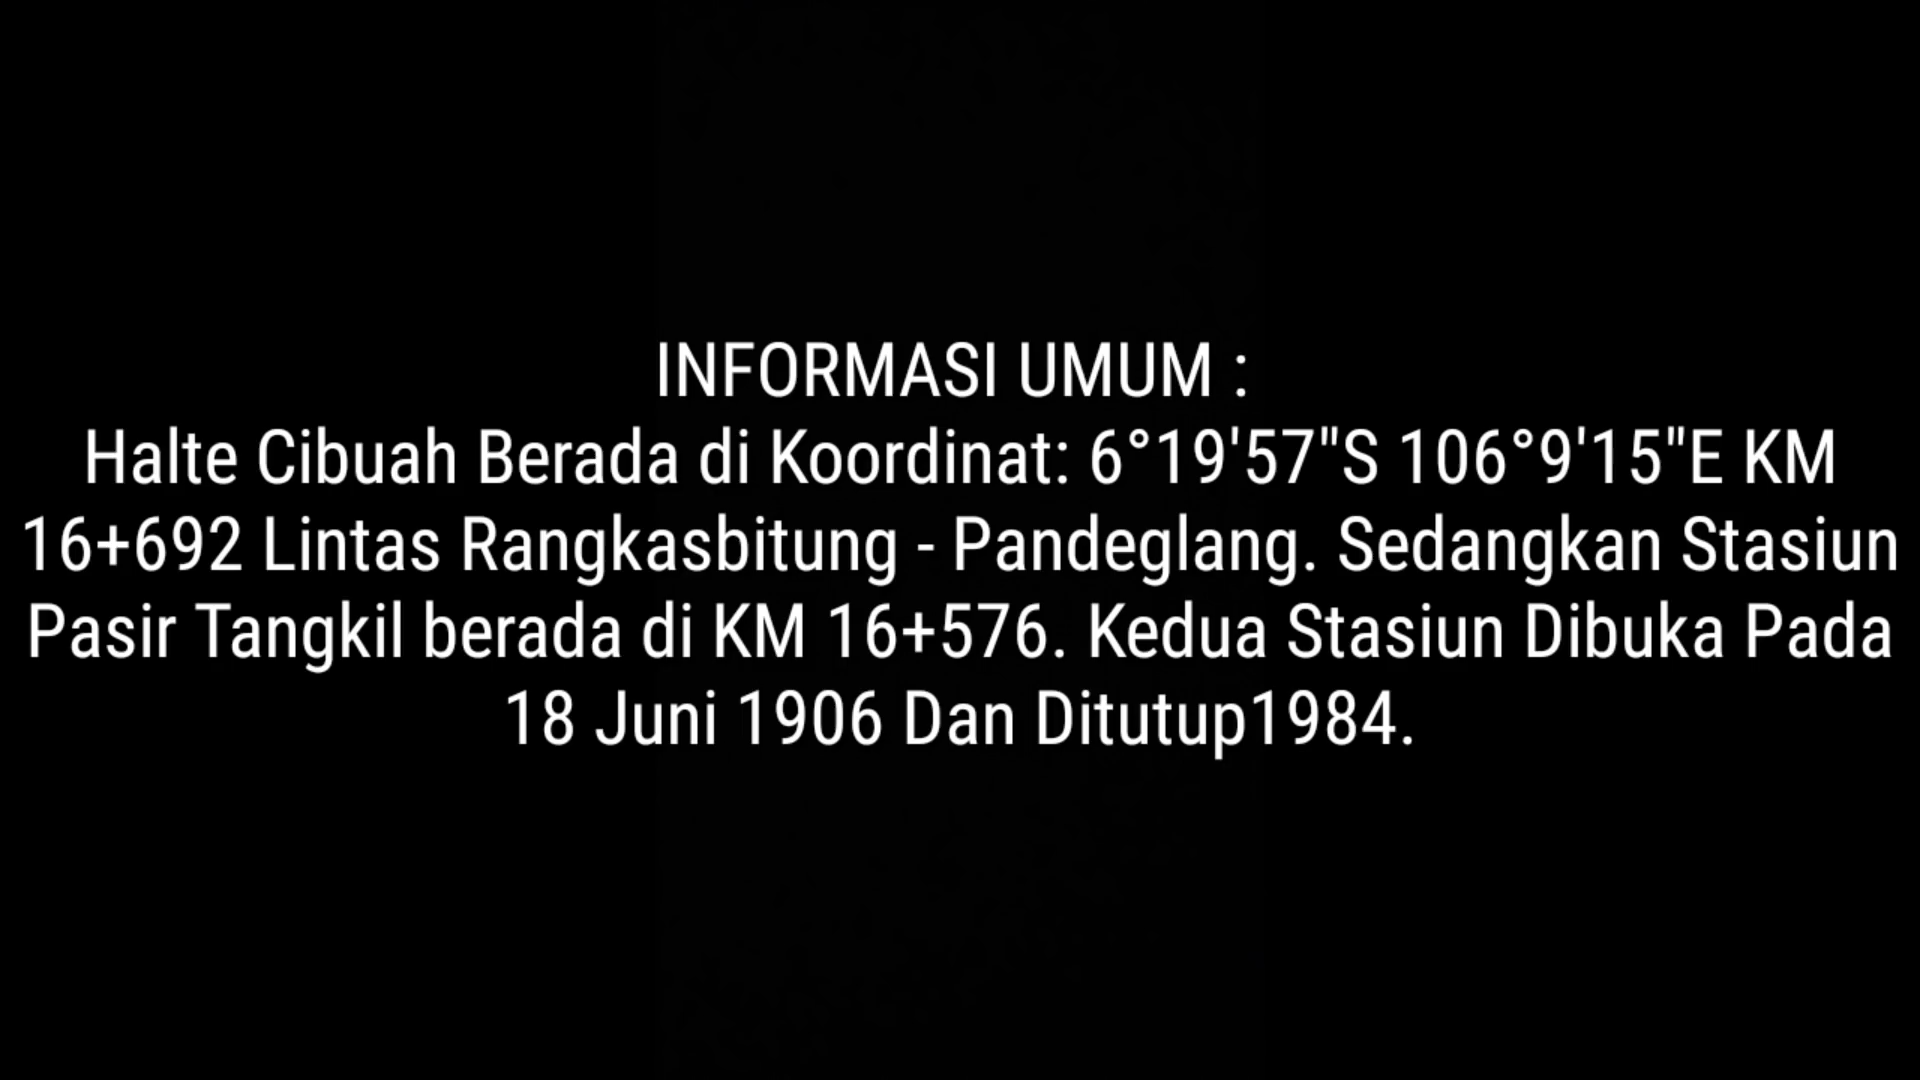 INFORMASI UMUM :
Halte Cibuah Berada di Koordinat: 6°19'57"S 106°9'15"E KM
16+692 Lintas Rangkasbitung - Pandeglang. Sedangkan Stasiun
Pasir Tangkil berada di KM 16+576. Kedua Stasiun Dibuka Pada
18 Juni 1906 Dan Ditutup1984.